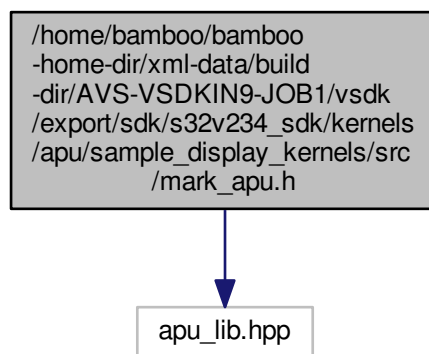 /home/bamboo/bamboo
-home-dir/xml-data/build
-dir/AVS-VSDKIN9-JOB1/vsdk
/export/sdk/s32v234_sdk/kernels
/apu/sample_display_kernels/src
/mark_apu.h
apu_lib.hpp